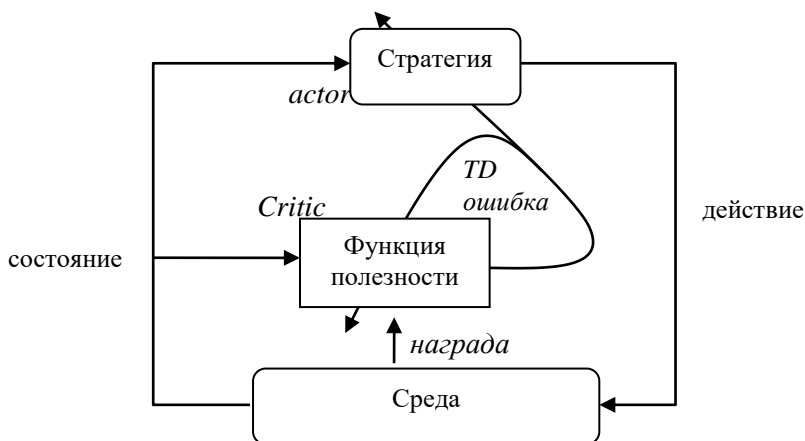 Стратегия
actor
TD
ошибка
Critic
действие
Функция
полезности
состояние
награда
Среда